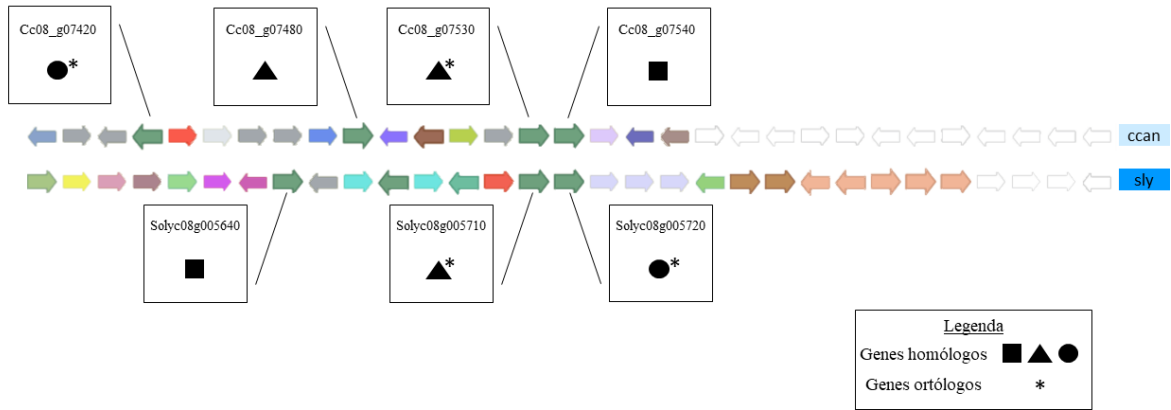 Cc08_g07420
*
Cc08_g07480
Cc08_g07530
*
Cc08_g07540
ccan
sly
Solyc08g005640
Solyc08g005710
*
Solyc08g005720
*
Legenda
Genes homólogos
Genes ortólogos *